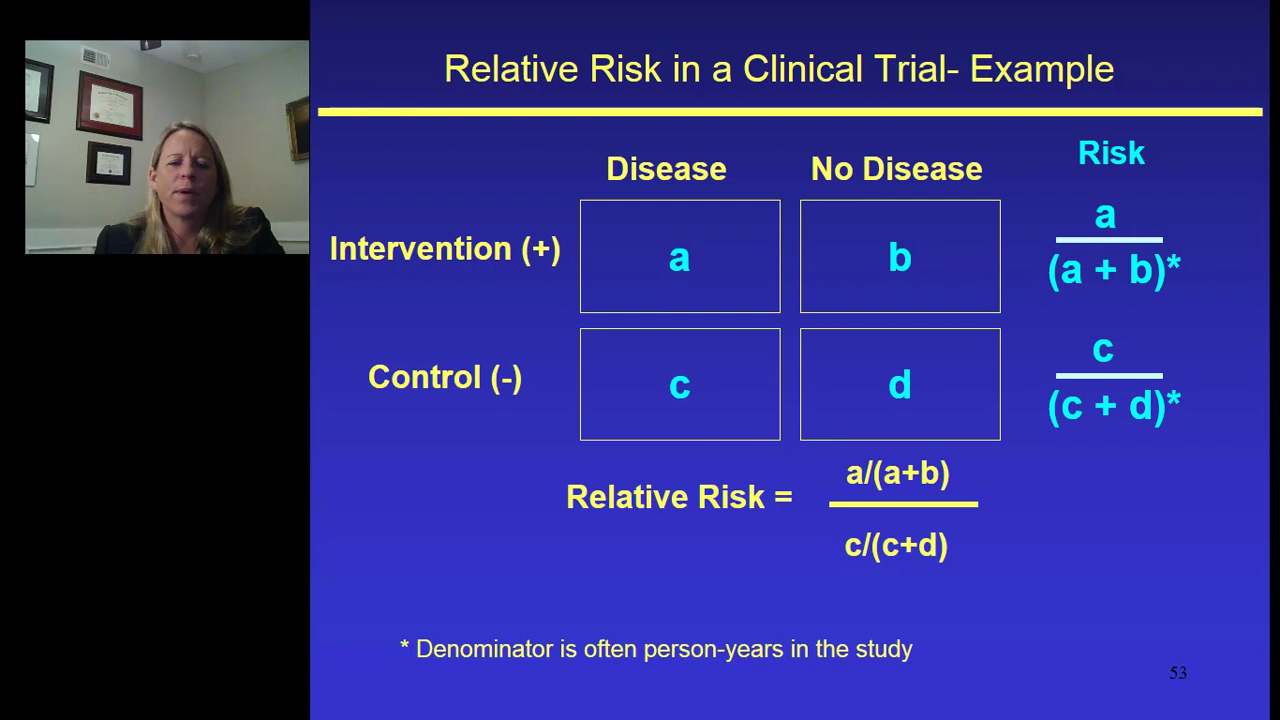 Relative Risk in a Clinical Trial- Example
Disease
No Disease
Risk
Intervention (+)
a
b
a
(a + b)*
Control (-)
c
d
c
(c + d)*
Relative Risk =
a/(a+b)
c/(c+d)
* Denominator is often person-years in the study
53